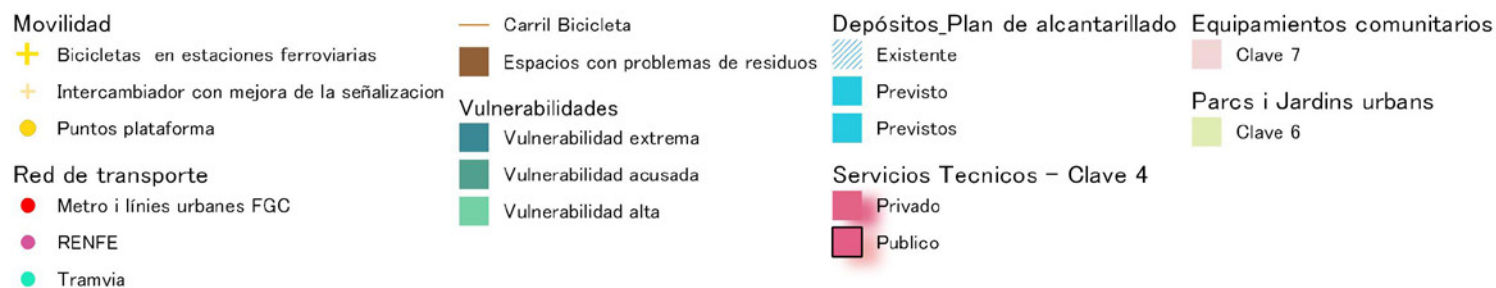 Movilidad
Bicicletas en estaciones ferroviarias
Intercambiador con mejora de la señalizacion
Puntos plataforma
Red de transporte
Metro i línies urbanes FGC
RENFE
Tramvia
Carril Bicicleta
Espacios con problemas de residuos
Vulnerabilidades
Vulnerabilidad extrema
Vulnerabilidad acusada
Vulnerabilidad alta
Depósitos_Plan de alcantarillado
Existente
Previsto
Previstos
Servicios Tecnicos - Clave 4
Privado
Publico
Equipamientos comunitarios
Clave 7
Parcs i Jardins urbans
Clave 6